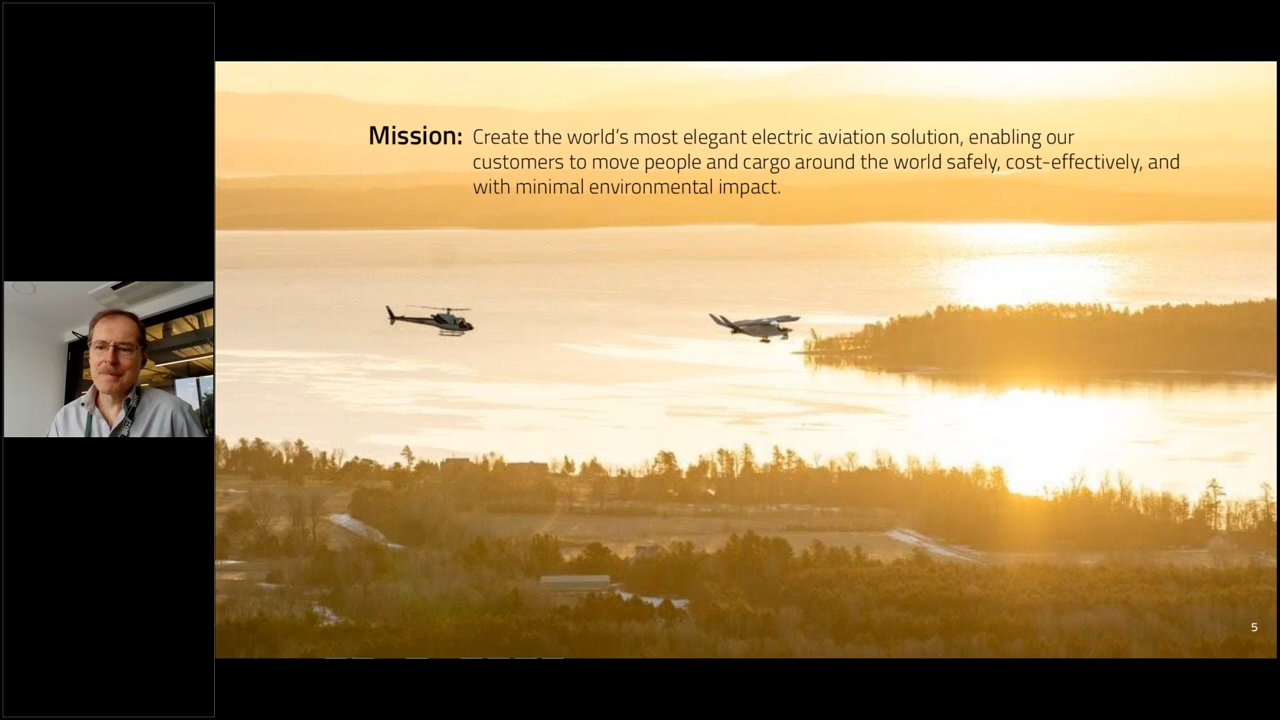 Mission: Create the world's most elegant electric aviation solution, enabling our
customers to move people and cargo around the world safely, cost-effectively, and
with minimal environmental impact.
5